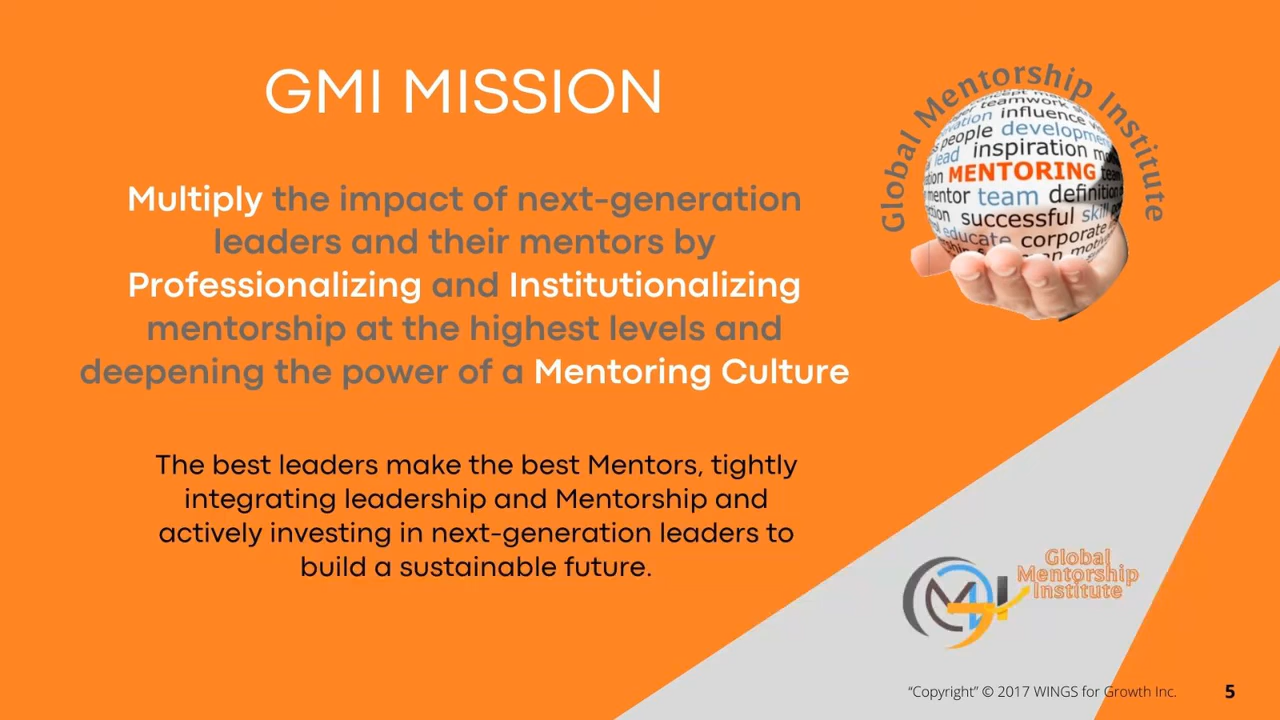 GMI MISSION
Multiply the impact of next-generation
leaders and their mentors by
Professionalizing and Institutionalizing
mentorship at the highest levels and
deepening the power of a Mentoring Culture
The best leaders make the best Mentors, tightly
integrating leadership and Mentorship and
actively investing in next-generation leaders to
build a sustainable future.
Global Mentorship Institute
teamwork
influence
people development
lead inspiration
MENTORING team
mentor team definition
successful skill
educate corporate
GMI
Global
Mentorship
Institute
“Copyright” © 2017 WINGS for Growth Inc.
5